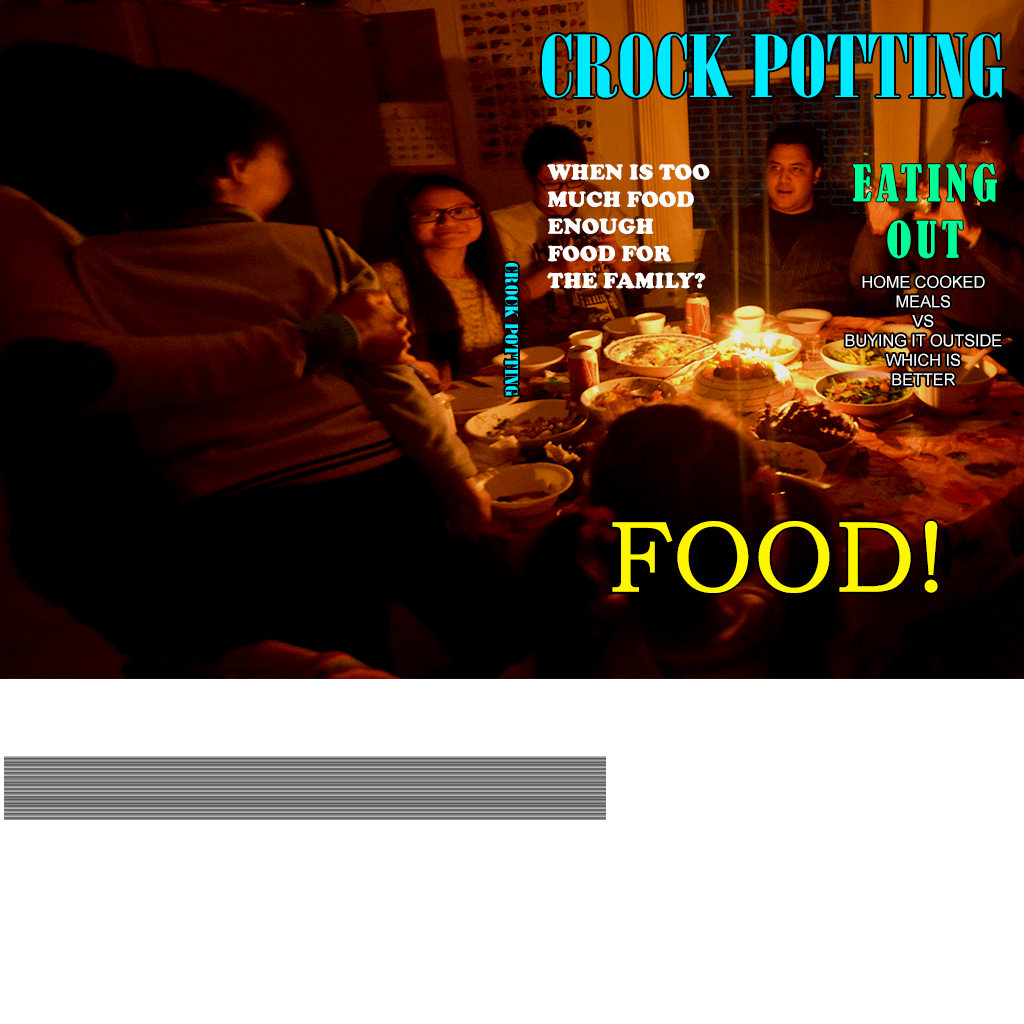 CROCK POTTING
WHEN IS TOO
MUCH FOOD
ENOUGH
FOOD FOR
THE FAMILY?
EATING
OUT
HOME COOKED
MEALS
VS
BUYING IT OUTSIDE
WHICH IS
BETTER
CROCK POTTING
FOOD!